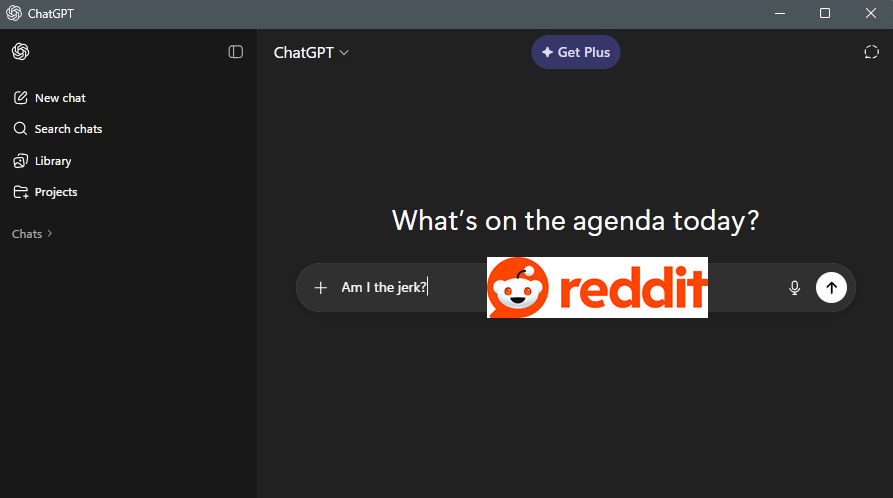 ChatGPT
ChatGPT
Get Plus
New chat
Search chats
Library
Projects
Chats
What's on the agenda today?
Am I the jerk?
reddit